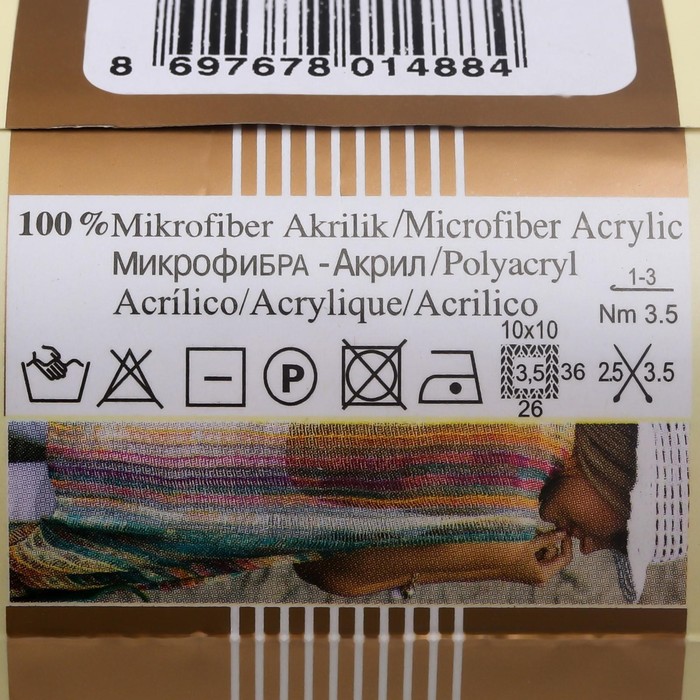 8 697678 014884
100 % Mikrofiber Akrilik/Microfiber Acrylic
МИКРОФИБРА - АКРИЛ/Polyacryl
Acrílico/Acrylique/Acrilico
1-3
Nm 3.5
P
10x10
3,5
36
26
2.5
3.5